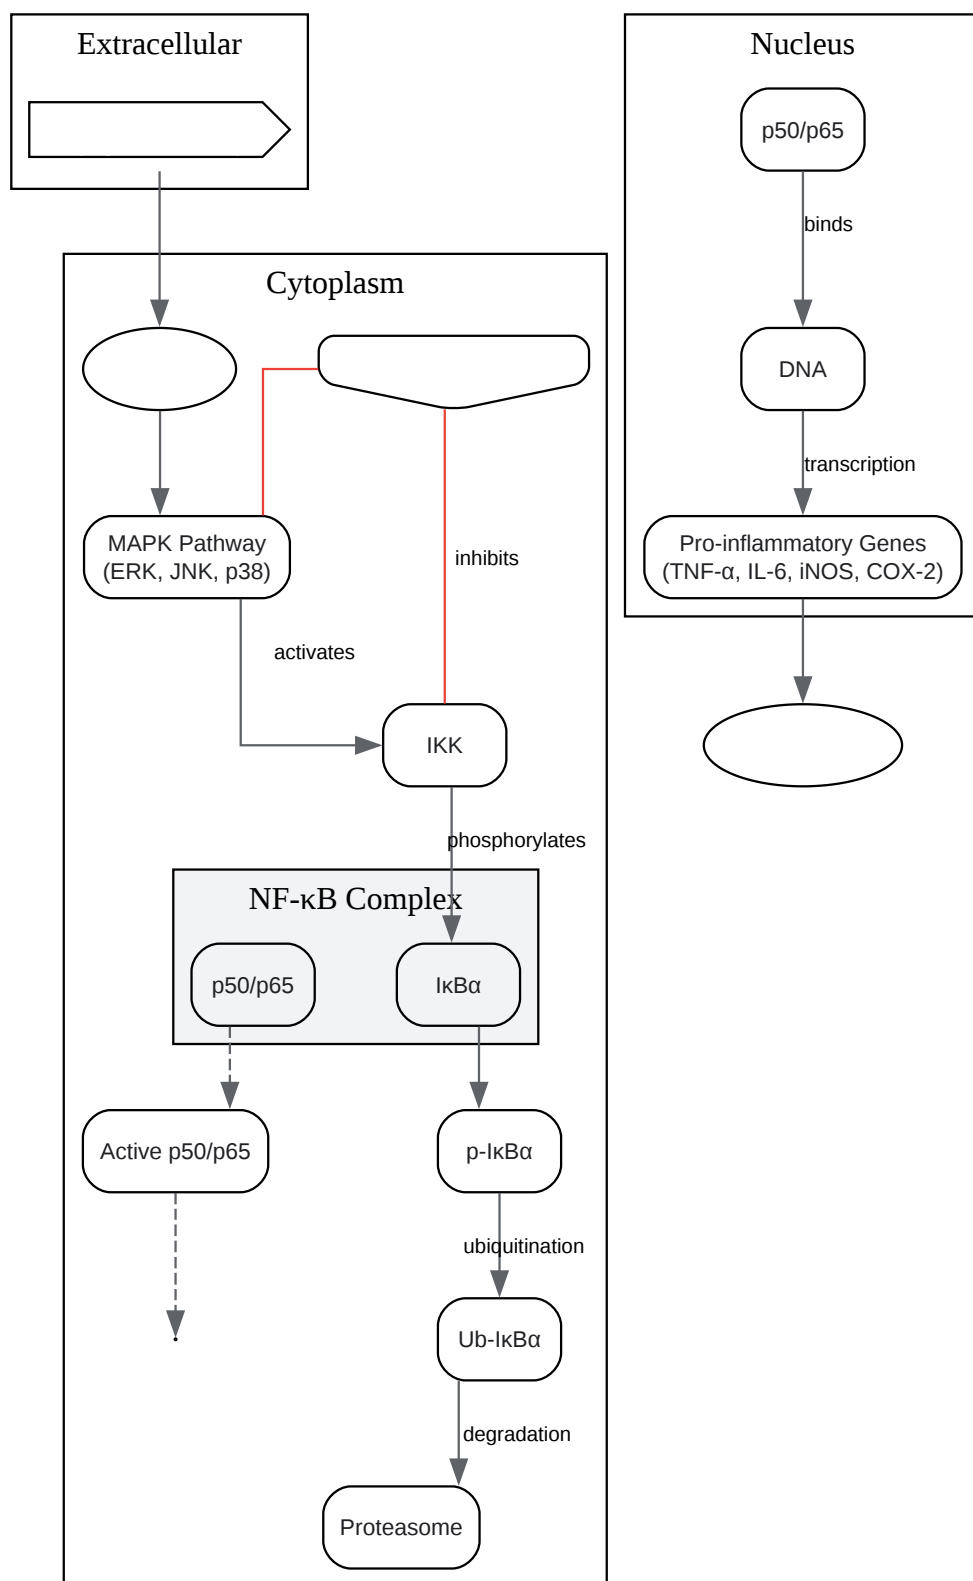 Extracellular
Nucleus
p50/p65
binds
Cytoplasm
DNA
transcription
MAPK Pathway
(ERK, JNK, p38)
inhibits
Pro-inflammatory Genes
(TNF-α, IL-6, iNOS, COX-2)
activates
IKK
phosphorylates
NF-κB Complex
p50/p65
IκBα
Active p50/p65
p-IκBα
ubiquitination
Ub-IκBα
degradation
Proteasome